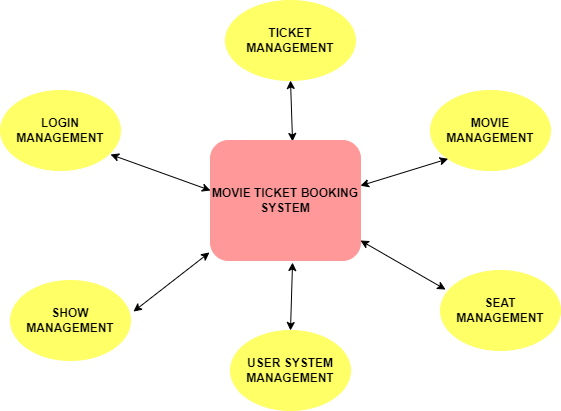 TICKET
MANAGEMENT
LOGIN
MANAGEMENT
MOVIE
MANAGEMENT
MOVIE TICKET BOOKING
SYSTEM
SHOW
MANAGEMENT
SEAT
MANAGEMENT
USER SYSTEM
MANAGEMENT